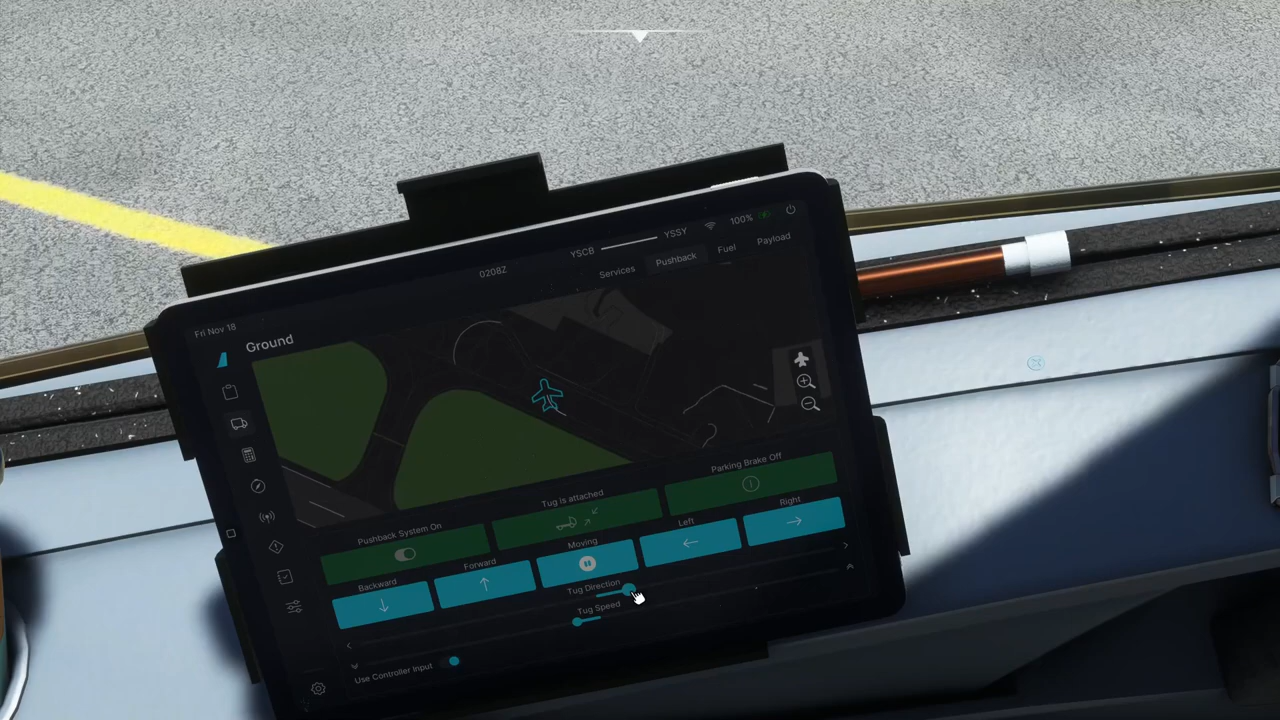 Fri Nov 18
0208Z
YSCB
YSSY
100%
Ground
Services
Pushback
Fuel
Payload
Pushback System On
Tug is attached
Parking Brake Off
Backward
Forward
Moving
Left
Right
Tug Direction
Tug Speed
Use Controller Input